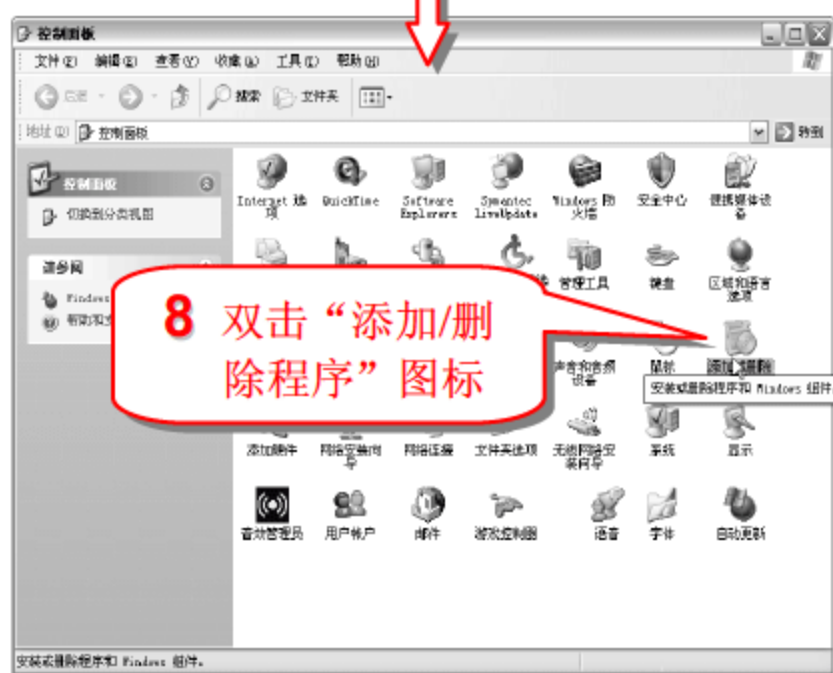 控制面板
文件(F) 编辑(E) 查看(V) 收藏(A) 工具(T) 帮助(H)
后退 搜索 文件夹
地址(D) 控制面板 转到
控制面板
切换到分类视图
请参阅
Windows
帮助和支
Internet 选项
QuickTime
Software Explorers
Symantec LiveUpdate
Windows 防火墙
安全中心
便携媒体设备
管理工具
键盘
区域和语言选项
8 双击“添加/删
除程序”图标
声音和音频设备
鼠标
安装或删除程序和 Windows 组件
添加硬件
网络安装向导
网络连接
文件夹选项
无线网络安装向导
系统
显示
音效管理员
用户帐户
邮件
游戏控制器
语音
字体
自动更新
安装或删除程序和 Windows 组件。